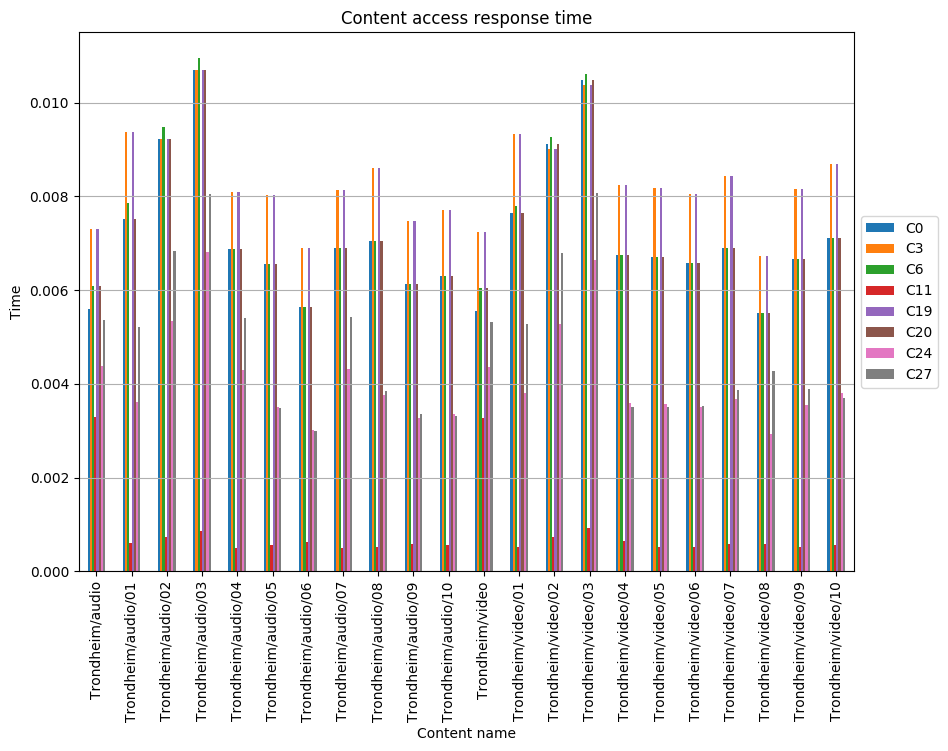 Content access response time
Time
0.010
0.008
0.006
0.004
0.002
0.000
C0
C3
C6
C11
C19
C20
C24
C27
Trondheim/audio
Trondheim/audio/01
Trondheim/audio/02
Trondheim/audio/03
Trondheim/audio/04
Trondheim/audio/05
Trondheim/audio/06
Trondheim/audio/07
Trondheim/audio/08
Trondheim/audio/09
Trondheim/audio/10
Trondheim/video
Trondheim/video/01
Trondheim/video/02
Trondheim/video/03
Trondheim/video/04
Trondheim/video/05
Trondheim/video/06
Trondheim/video/07
Trondheim/video/08
Trondheim/video/09
Trondheim/video/10
Content name